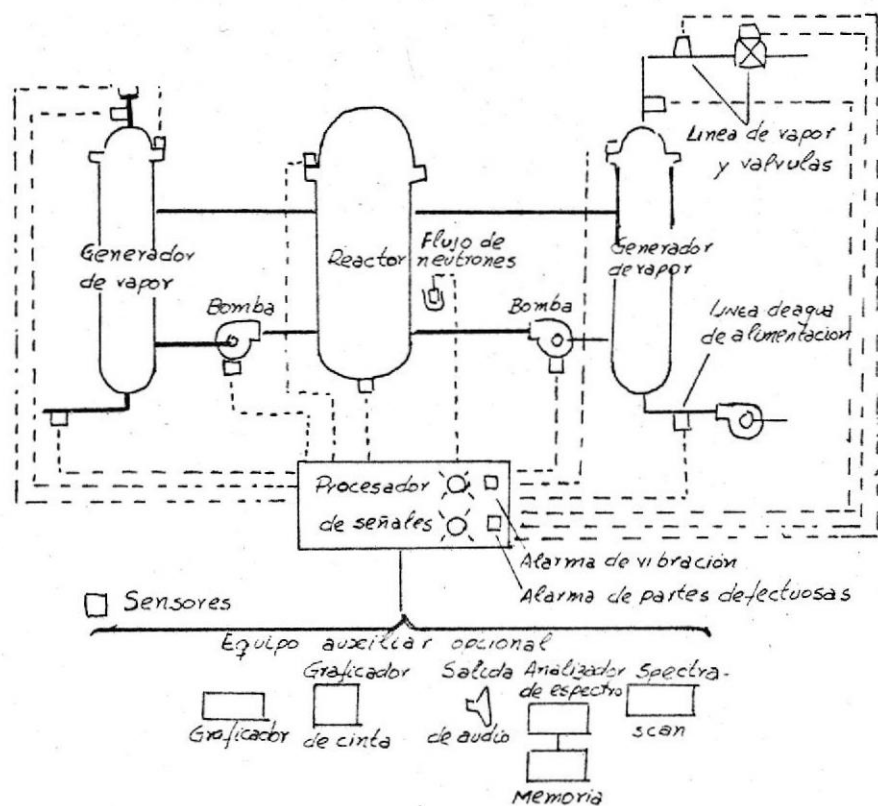 Linea de vapor
y valvulas
Generador
de vapor
Reactor
Flujo de
neutrones
Generador
de vapor
Bomba
Bomba
LINEA de agua
de alimentacion
Procesador
de señales
Alarma de vibración
Alarma de partes defectuosas
Sensores
Equipo auxiliar opcional
Graficador
Graficador
de cinta
Salida
de audio
Analizador
de espectro
Memoria
Spectra-
scan